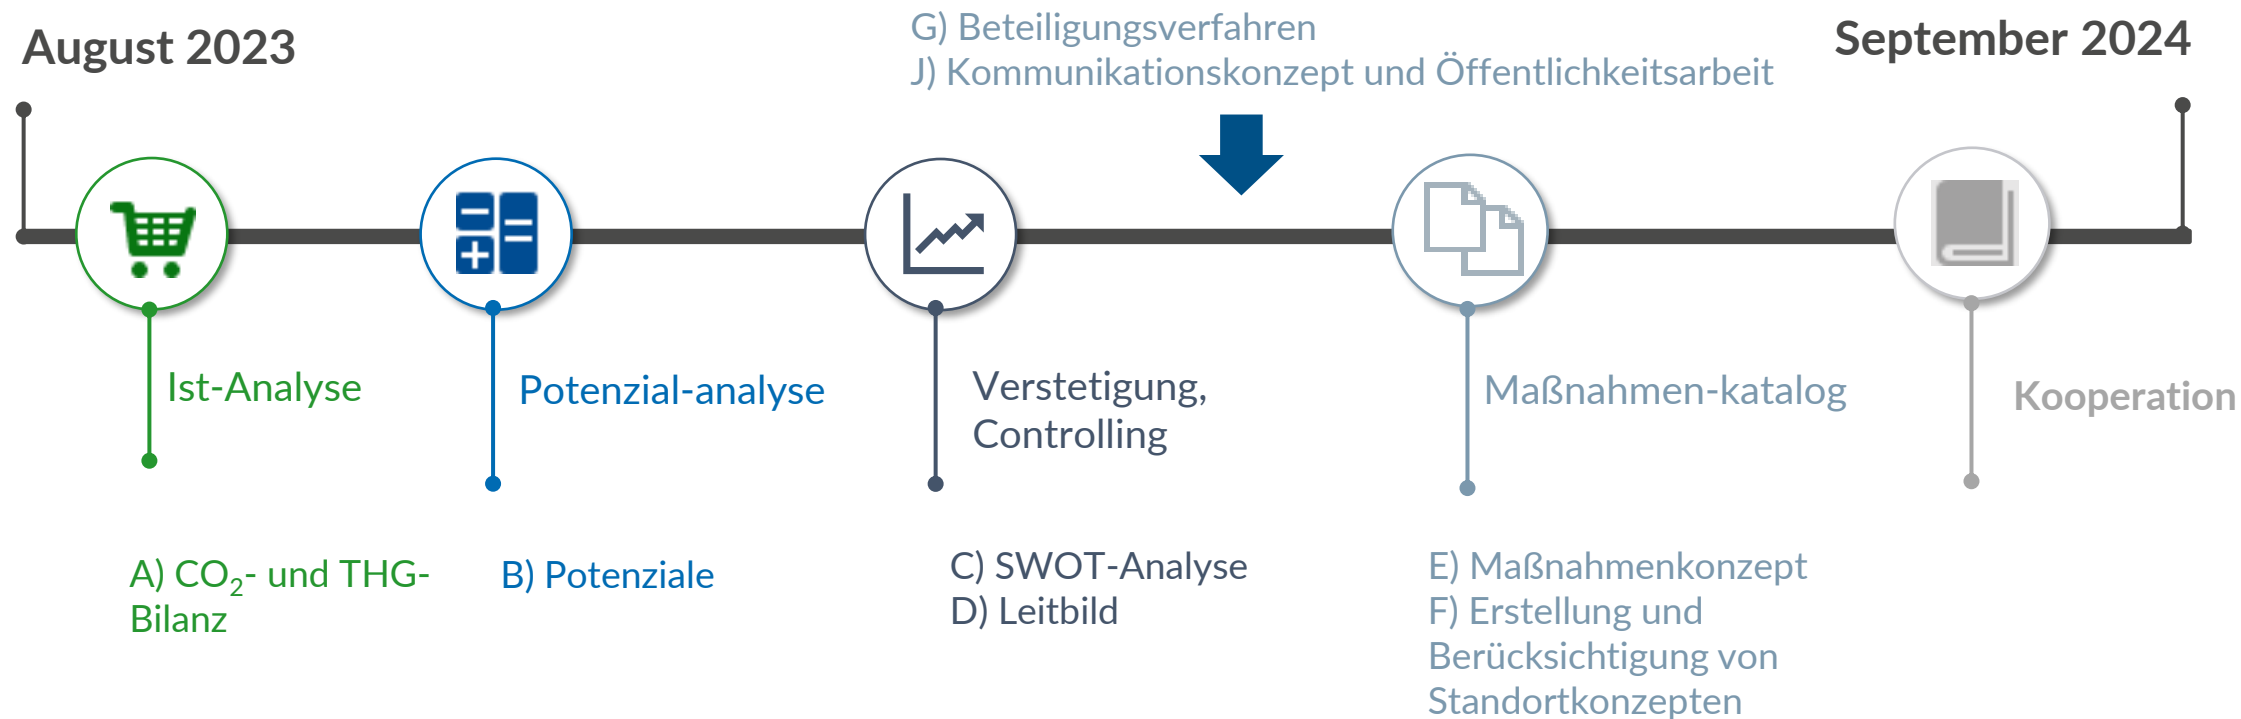 August 2023
G) Beteiligungsverfahren
J) Kommunikationskonzept und Öffentlichkeitsarbeit
September 2024
Ist-Analyse
Potenzial-analyse
Verstetigung,
Controlling
Maßnahmen-katalog
Kooperation
A) CO₂- und THG-
Bilanz
B) Potenziale
C) SWOT-Analyse
D) Leitbild
E) Maßnahmenkonzept
F) Erstellung und
Berücksichtigung von
Standortkonzepten